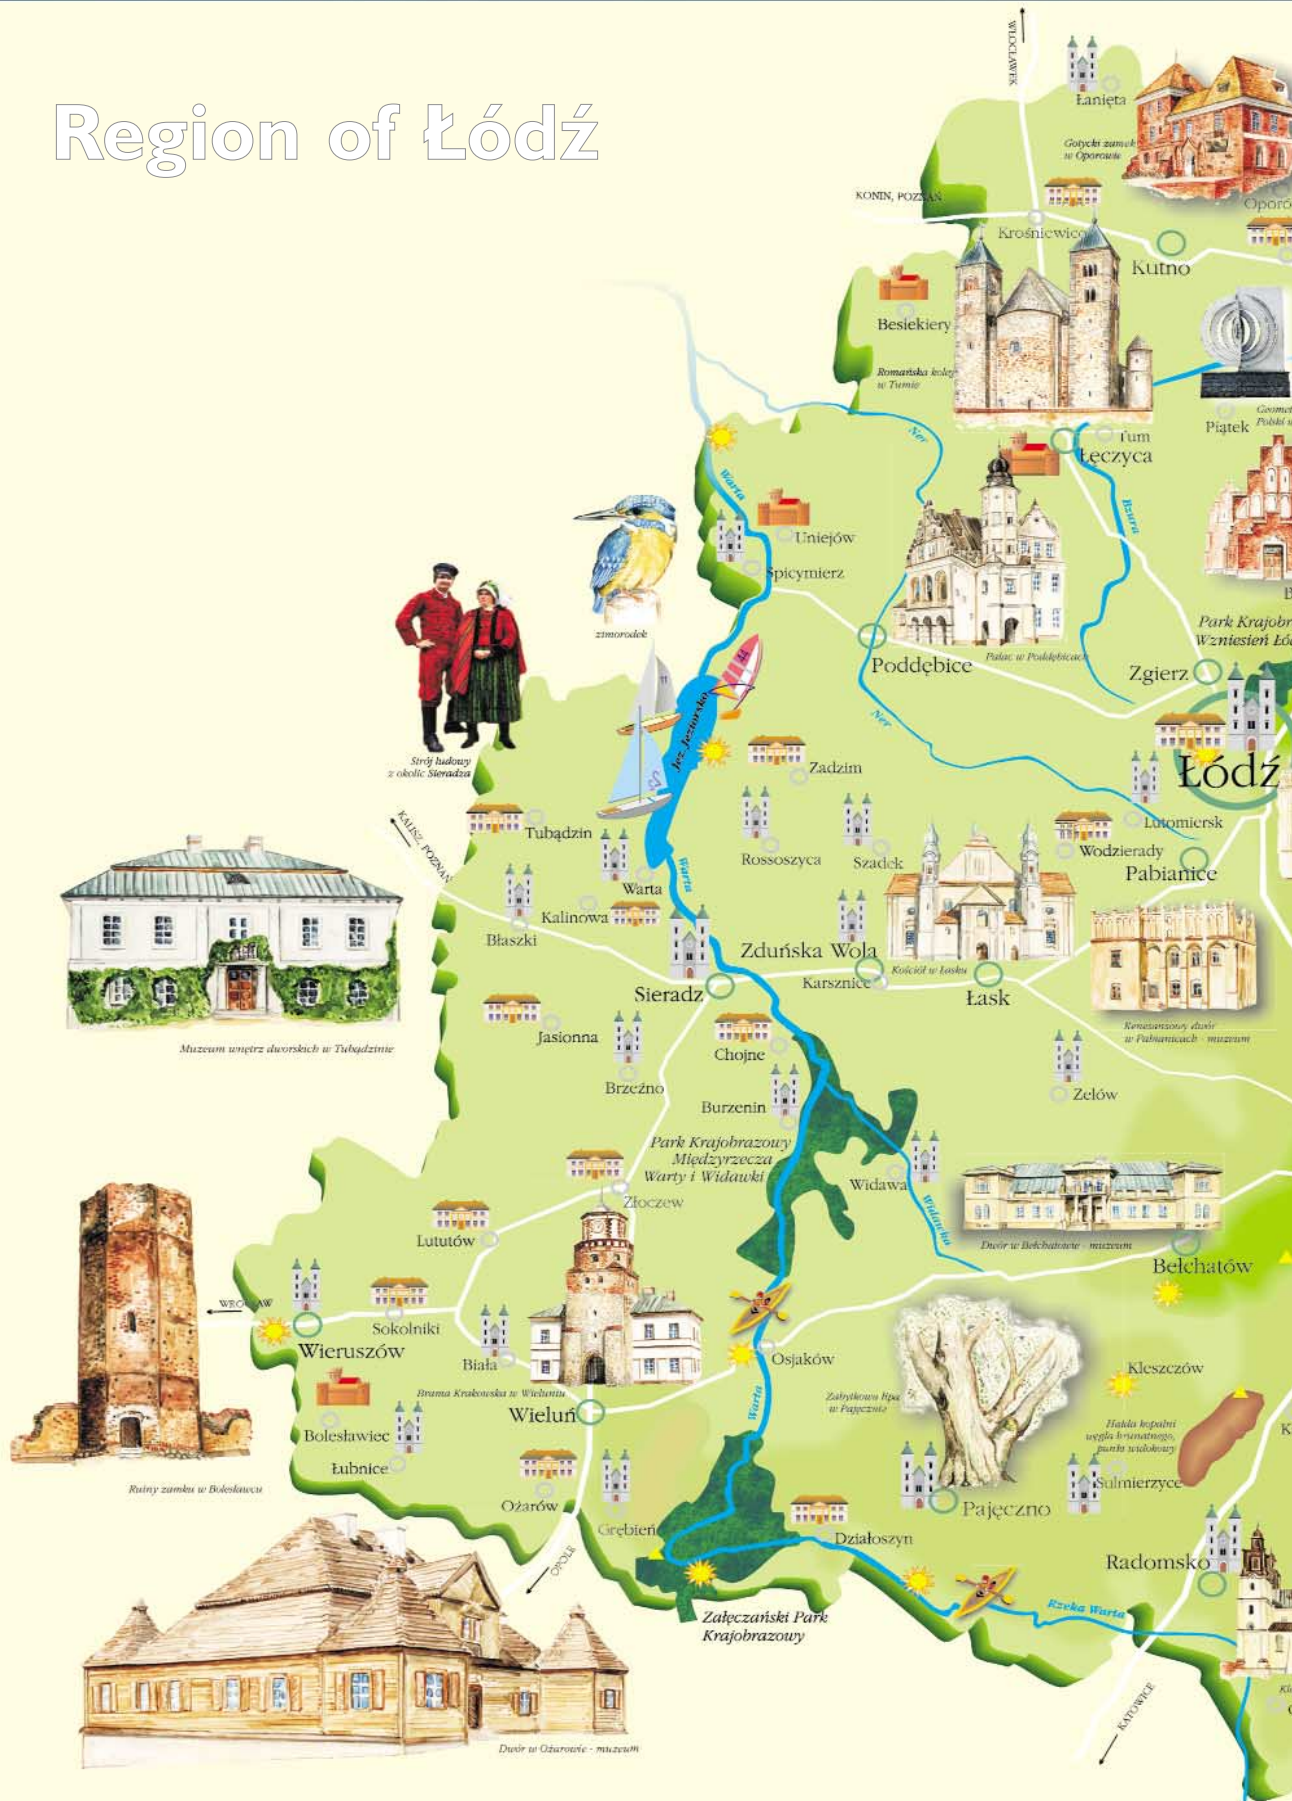 Region of Łódź
WŁOCŁAWEK
Łanięta
Gotycki zamek
w Oporowie
KONIN, POZNAŃ
Krośniewice
Kutno
Besiekiery
Romańska
w Tumie
Piątek
Polski
Tum
Łęczyca
Ner
Warta
Bzura
Uniejów
Spicymierz
zimorodek
Park
Wzniesień
Poddębice
Pałac w Poddębicach
Zgierz
Ner
44
Jez. Jeziorsko
Strój ludowy
z okolic Sieradza
Zadzim
Łódź
KALISZ, POZNAŃ
Tubądzin
Lutomiersk
Rossoszyca
Szadek
Wodzierady
Pabianice
Warta
Warta
Kalinowa
Błaszki
Zduńska Wola
Karsznice
Kościół w Łasku
Sieradz
Łask
Renesansowy dwór
w Pabianicach - muzeum
Jasionna
Chojne
Muzeum wnętrz dworskich w Tubądzinie
Brzeźno
Zelów
Burzenin
Park Krajobrazowy
Międzyrzecza
Warty i Widawki
Widawa
Złoczew
Widawka
Lututów
Dwór w Bełchatowie - muzeum
Bełchatów
WROCŁAW
Sokolniki
Wieruszów
Biała
Osjaków
Kleszczów
Brama Krakowska w Wieluniu
Zabytkowa lipa
w Pajęcznie
Warta
Wieluń
Hałda kopalni
węgla brunatnego,
punkt widokowy
Bolesławiec
Łubnice
Sulmierzyce
Ruiny zamku w Bolesławcu
Ożarów
Pajęczno
Grębień
Działoszyn
OPOLE
Radomsko
Rzeka Warta
Załęczański Park
Krajobrazowy
KATOWICE
Dwór w Ożarowie - muzeum